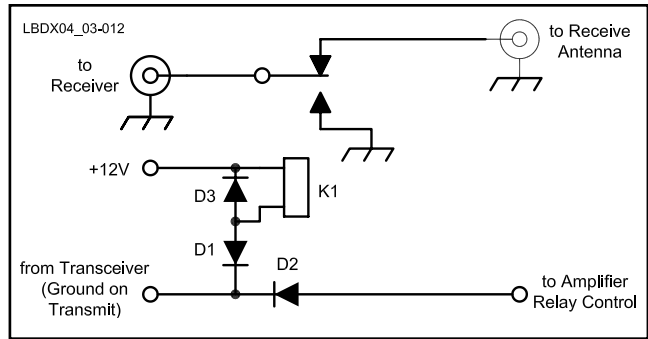 LBDX04_03-012
to
Receiver
to Receive
Antenna
+12V
D3
K1
D1
D2
from Transceiver
(Ground on
Transmit)
to Amplifier
Relay Control